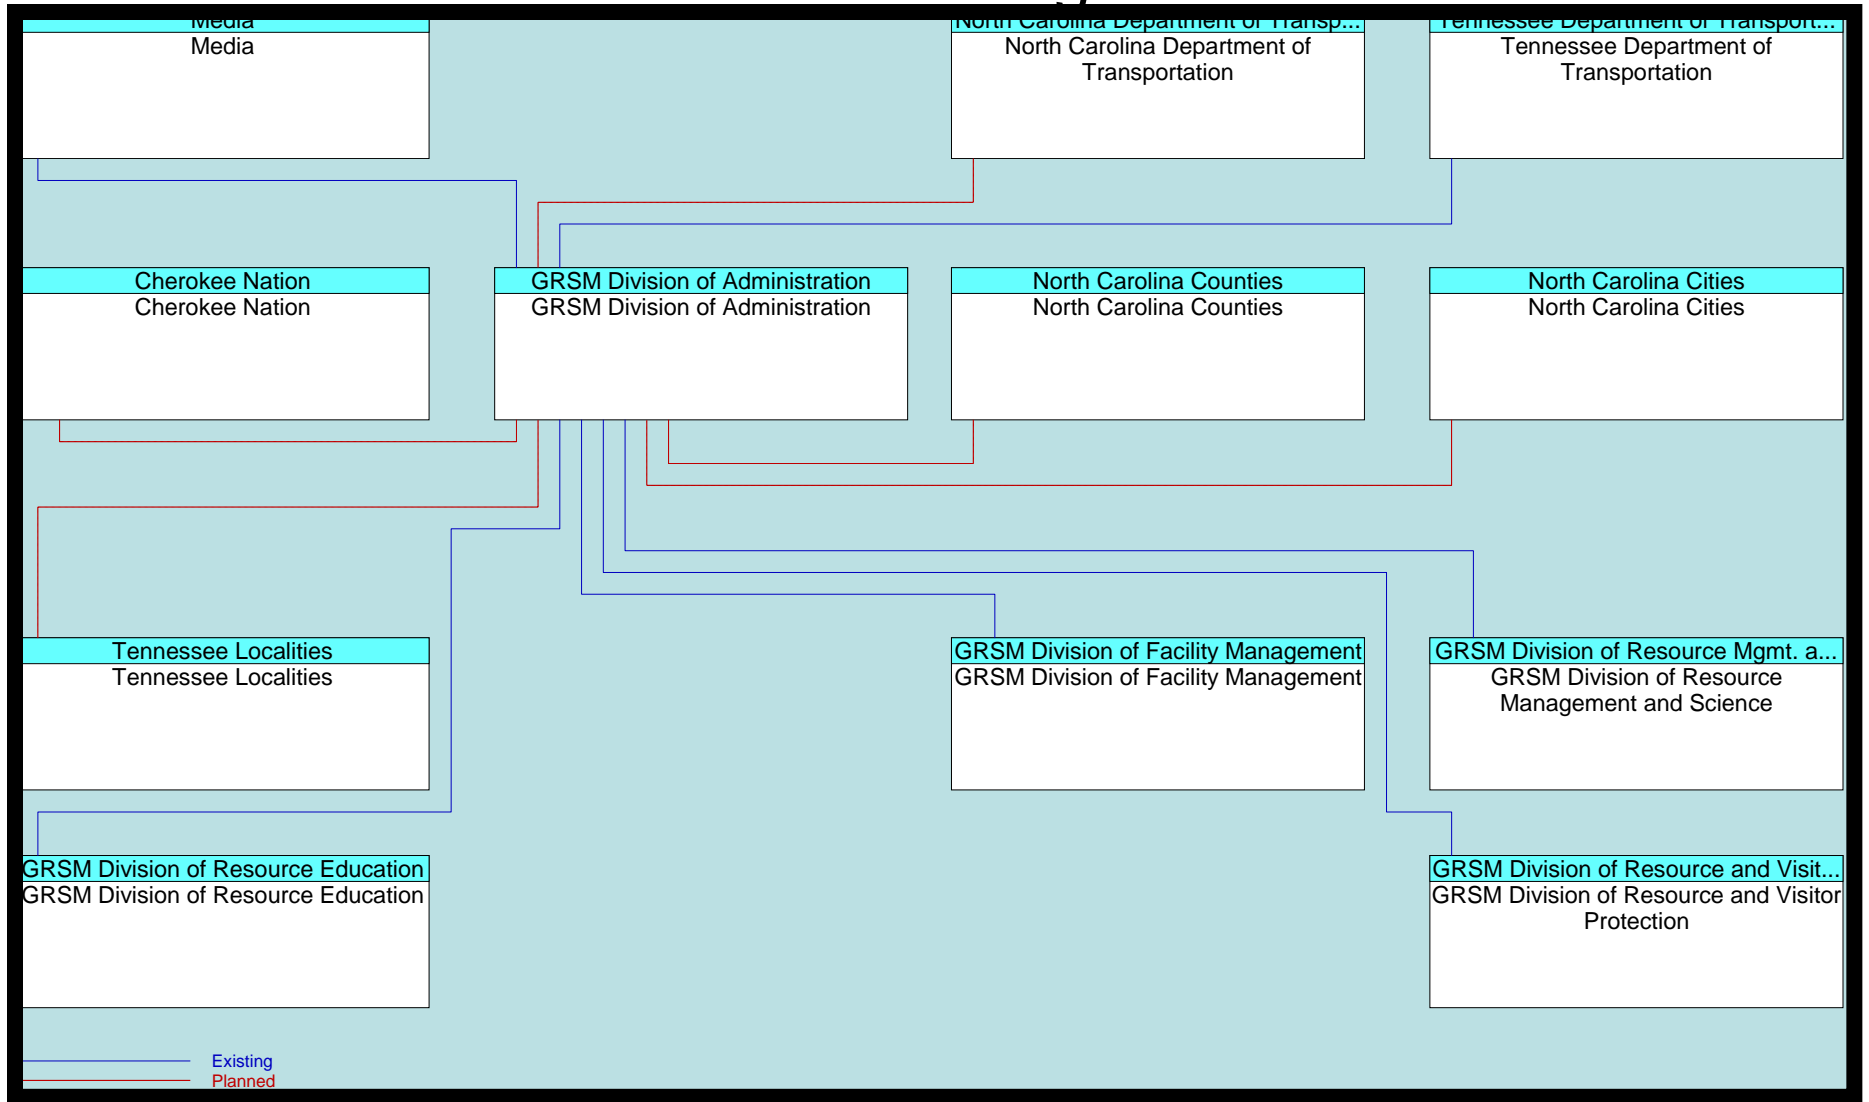 Media
Media
North Carolina Department of Transp...
North Carolina Department of
Transportation
Tennessee Department of Transport...
Tennessee Department of
Transportation
Cherokee Nation
Cherokee Nation
GRSM Division of Administration
GRSM Division of Administration
North Carolina Counties
North Carolina Counties
North Carolina Cities
North Carolina Cities
Tennessee Localities
Tennessee Localities
GRSM Division of Facility Management
GRSM Division of Facility Management
GRSM Division of Resource Mgmt. a...
GRSM Division of Resource
Management and Science
GRSM Division of Resource Education
GRSM Division of Resource Education
GRSM Division of Resource and Visit...
GRSM Division of Resource and Visitor
Protection
Existing
Planned